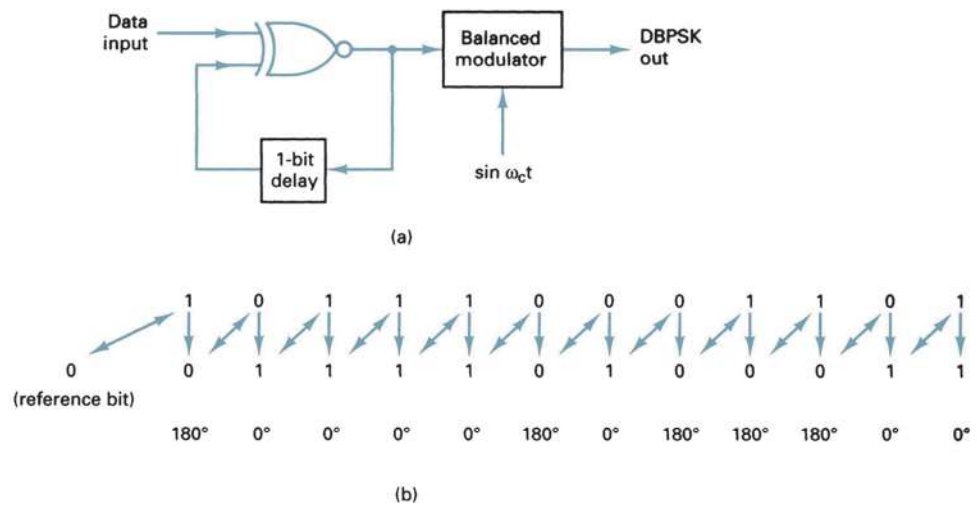 Data
input
Balanced
modulator
DBPSK
out
1-bit
delay
sin ω_ct
(a)
1 0 1 1 1 0 0 0 1 1 0 1
0 0 1 1 1 1 0 1 0 0 0 1 1
(reference bit)
180° 0° 0° 0° 0° 180° 0° 180° 180° 180° 0° 0°
(b)